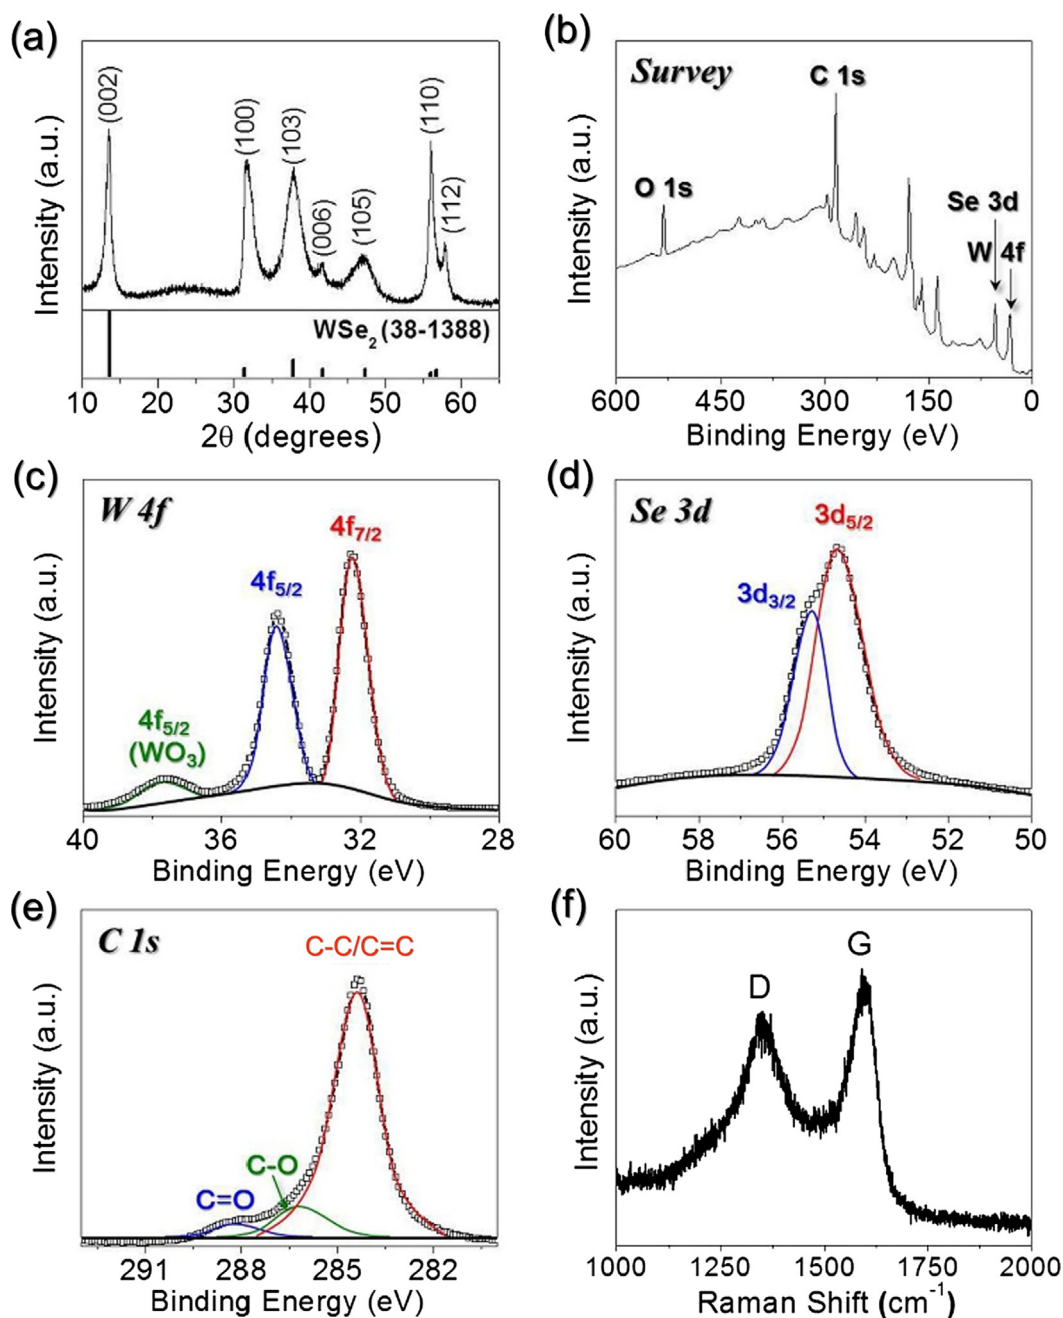 (a)
Intensity (a.u.)
(002)
(100)
(103)
(006)
(105)
(110)
(112)
WSe₂ (38-1388)
10 20 30 40 50 60
2θ (degrees)
(b)
Survey
Intensity (a.u.)
O 1s
C 1s
Se 3d
W 4f
600 450 300 150 0
Binding Energy (eV)
(c)
W 4f
Intensity (a.u.)
4f₇/₂
4f₅/₂
4f₅/₂
(WO₃)
40 36 32 28
Binding Energy (eV)
(d)
Se 3d
Intensity (a.u.)
3d₅/₂
3d₃/₂
60 58 56 54 52 50
Binding Energy (eV)
(e)
C 1s
Intensity (a.u.)
C-C/C=C
C-O
C=O
291 288 285 282
Binding Energy (eV)
(f)
Intensity (a.u.)
D
G
1000 1250 1500 1750 2000
Raman Shift (cm⁻¹)